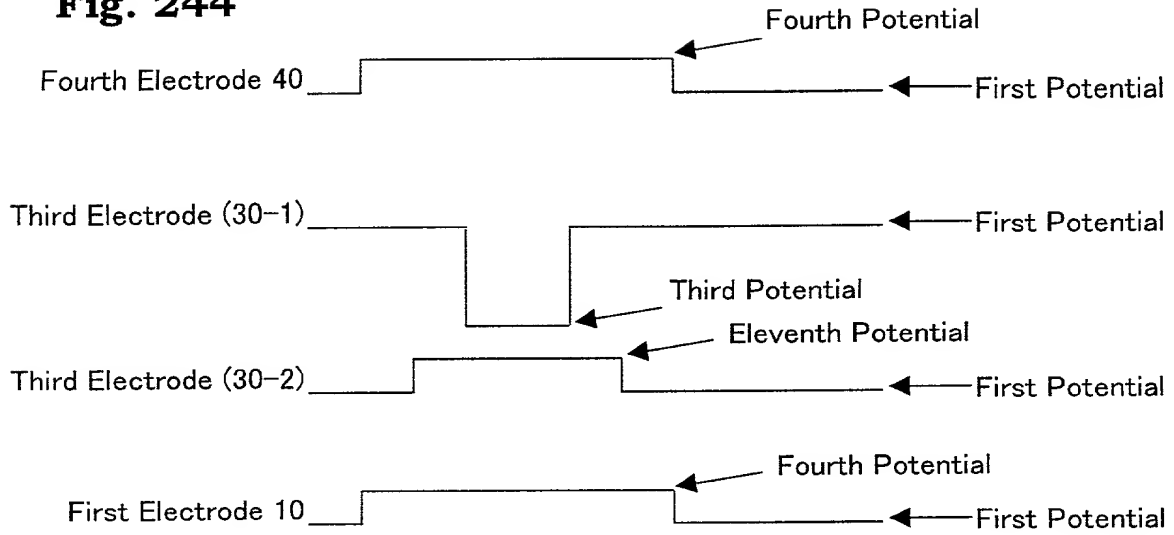 Fig. 244
Fourth Potential
Fourth Electrode 40
First Potential
Third Electrode (30-1)
First Potential
Third Potential
Eleventh Potential
Third Electrode (30-2)
First Potential
Fourth Potential
First Electrode 10
First Potential